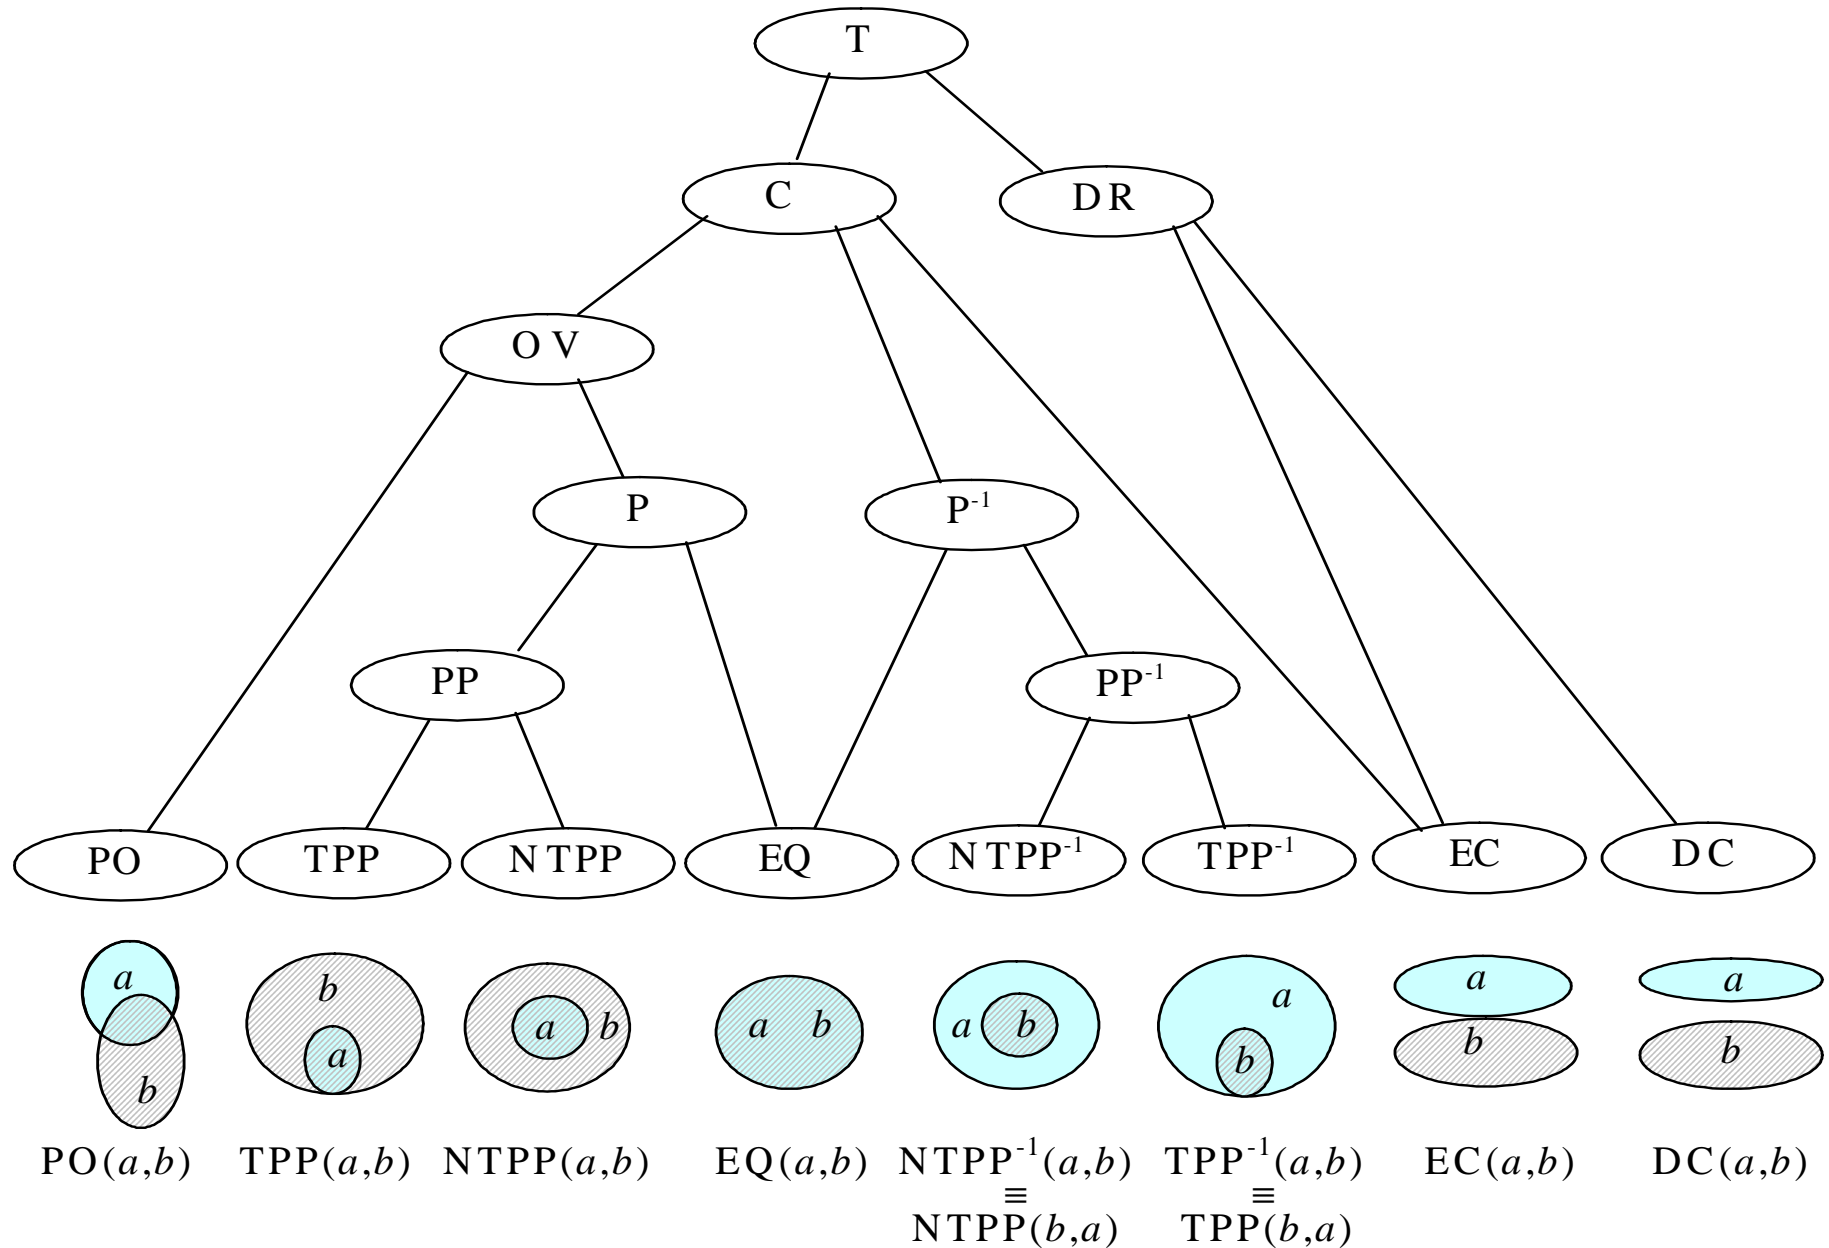 T
C DR
OV
P P⁻¹
PP PP⁻¹
PO TPP NTPP EQ NTPP⁻¹ TPP⁻¹ EC DC
a b b a a b a b a b a b a b a b
PO(a,b) TPP(a,b) NTPP(a,b) EQ(a,b) NTPP⁻¹(a,b) TPP⁻¹(a,b) EC(a,b) DC(a,b)
≡ ≡
NTPP(b,a) TPP(b,a)